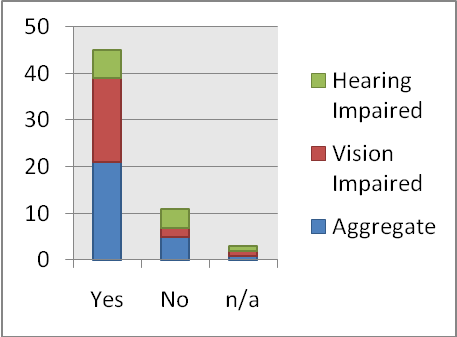 50
40
30
20
10
0
Yes No n/a
Hearing
Impaired
Vision
Impaired
Aggregate